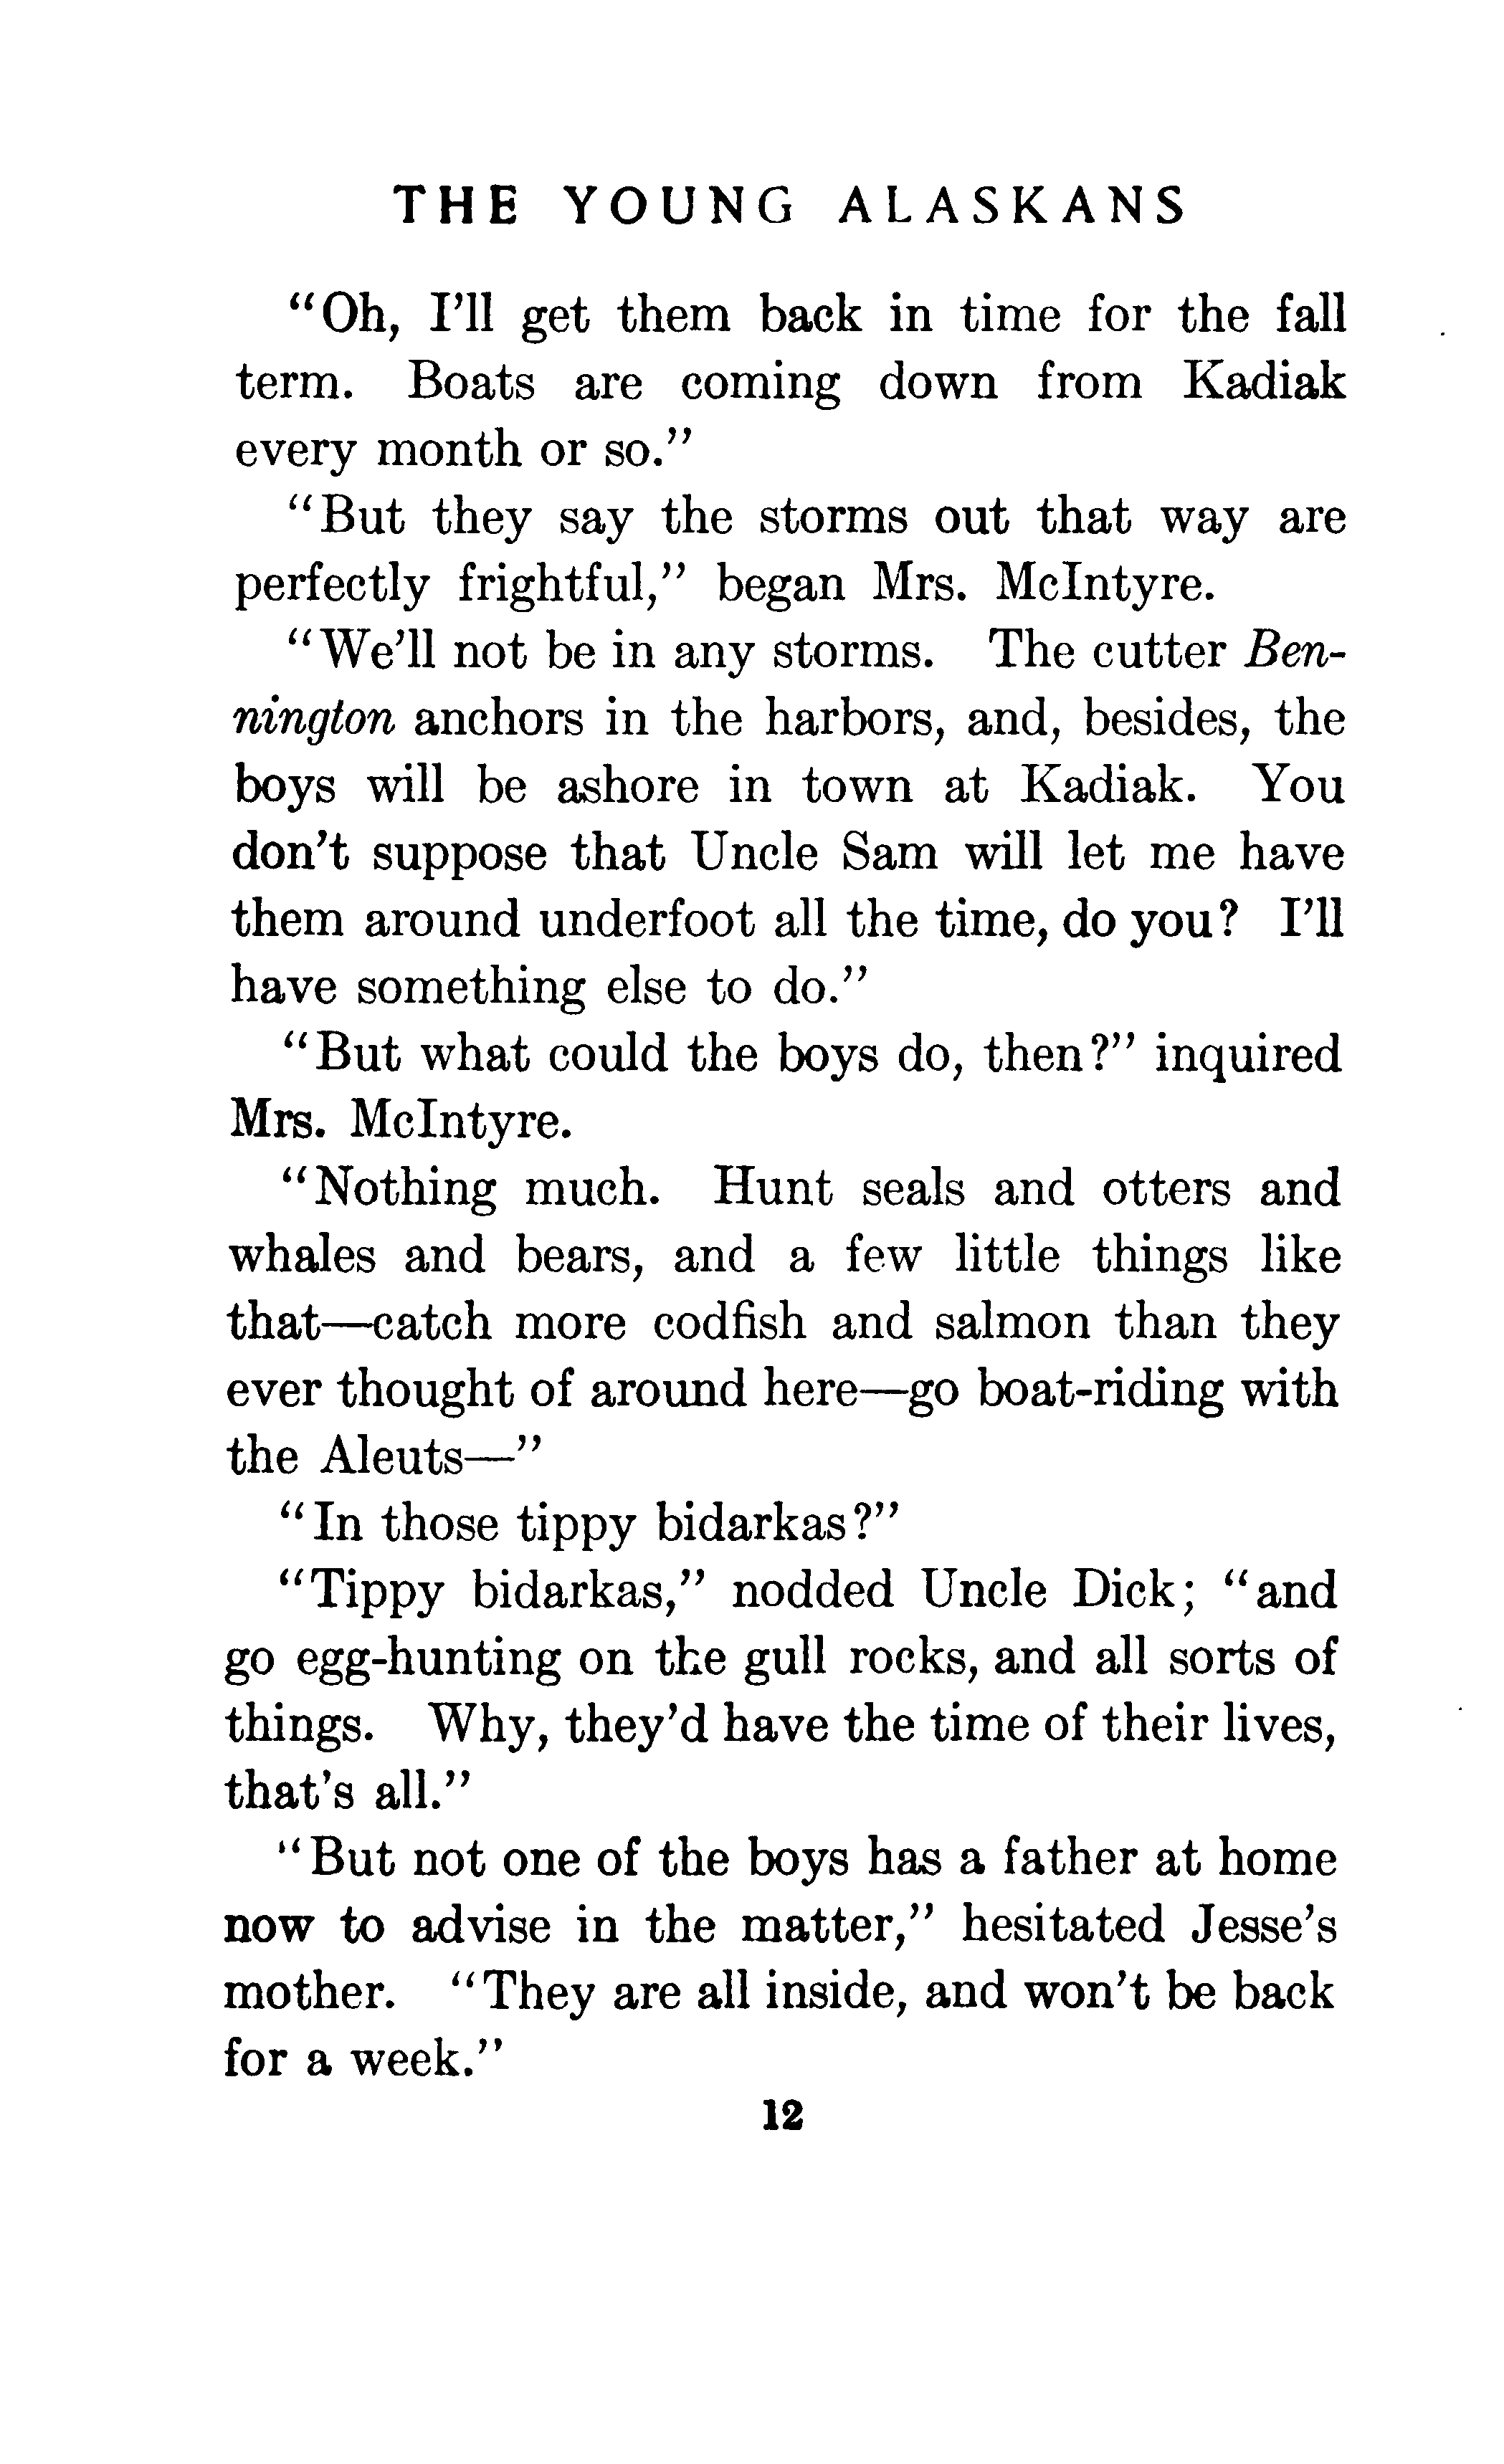 THE YOUNG ALASKANS
“Oh, I’ll get them back in time for the fall
term. Boats are coming down from Kadiak
every month or so.”
“But they say the storms out that way are
perfectly frightful,” began Mrs. McIntyre.
“We’ll not be in any storms. The cutter Ben-
nington anchors in the harbors, and, besides, the
boys will be ashore in town at Kadiak. You
don’t suppose that Uncle Sam will let me have
them around underfoot all the time, do you? I’ll
have something else to do.”
“But what could the boys do, then?” inquired
Mrs. McIntyre.
“Nothing much. Hunt seals and otters and
whales and bears, and a few little things like
that—catch more codfish and salmon than they
ever thought of around here—go boat-riding with
the Aleuts—”
“In those tippy bidarkas?”
“Tippy bidarkas,” nodded Uncle Dick; “and
go egg-hunting on the gull rocks, and all sorts of
things. Why, they’d have the time of their lives,
that’s all.”
“But not one of the boys has a father at home
now to advise in the matter,” hesitated Jesse’s
mother. “They are all inside, and won’t be back
for a week.”
12